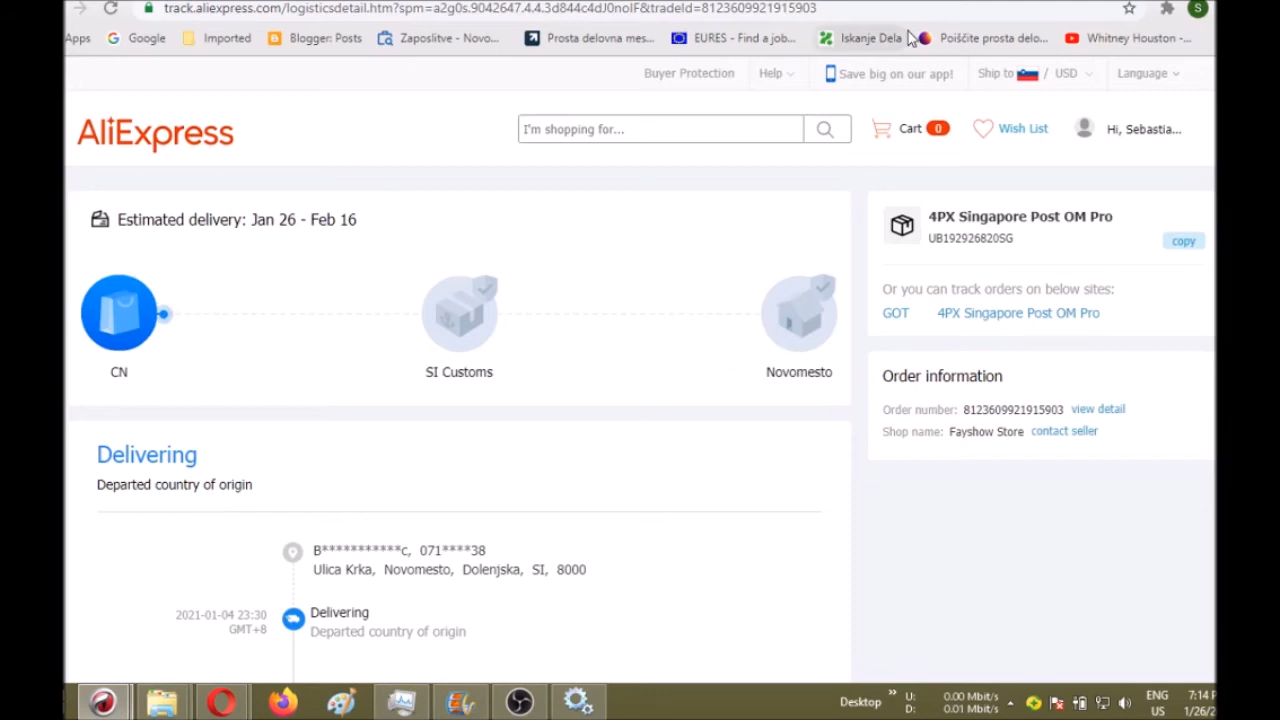 track.aliexpress.com/logisticsdetail.htm?spm=a2g0s.9042647.4.4.3d844c4dJ0noIF&tradeId=8123609921915903
S
Apps Google Imported Blogger: Posts Zaposlitve - Novo... Prosta delovna mes... EURES - Find a job... Iskanje Dela Poiščite prosta delo... Whitney Houston -...
Buyer Protection Help Save big on our app! Ship to / USD Language
AliExpress
I'm shopping for...
Cart 0 Wish List Hi, Sebastia...
Estimated delivery: Jan 26 - Feb 16
CN SI Customs Novomesto
4PX Singapore Post OM Pro
UB192926820SG
copy
Or you can track orders on below sites:
GOT 4PX Singapore Post OM Pro
Order information
Order number: 8123609921915903 view detail
Shop name: Fayshow Store contact seller
Delivering
Departed country of origin
B***********c, 071****38
Ulica Krka, Novomesto, Dolenjska, SI, 8000
2021-01-04 23:30
GMT+8
Delivering
Departed country of origin
Desktop
U: 0.00 Mbit/s
D: 0.01 Mbit/s
ENG
US
7:14
1/26/2